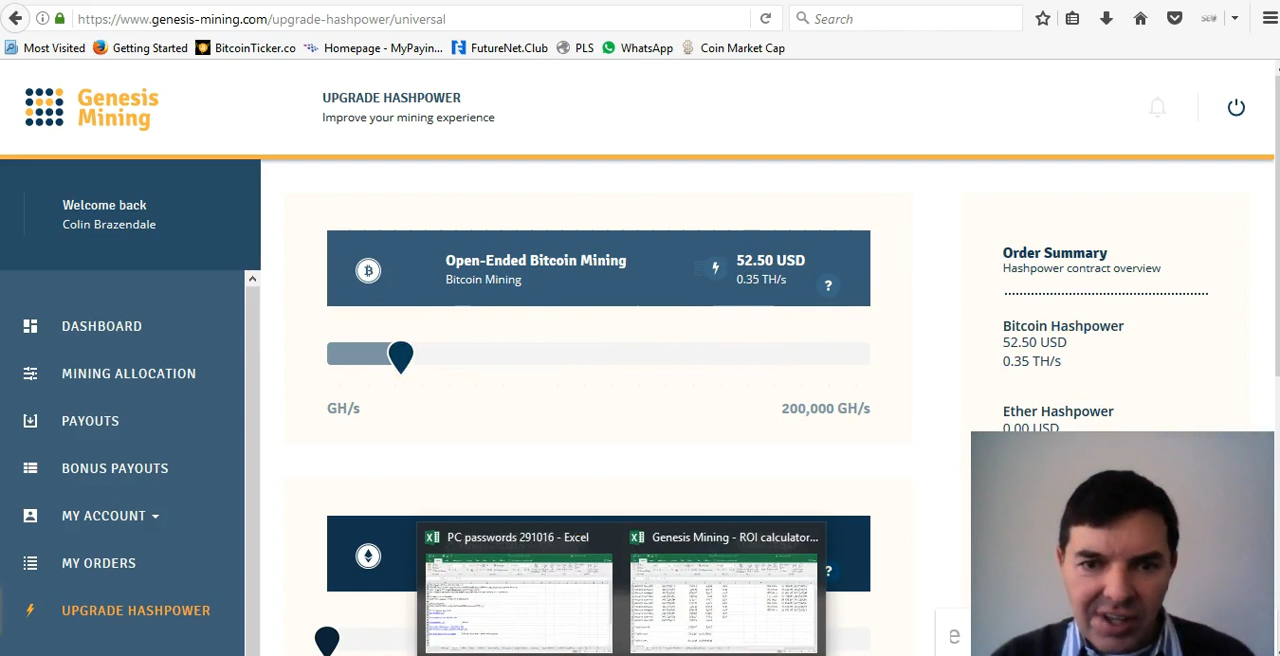 https://www.genesis-mining.com/upgrade-hashpower/universal
Search
Most Visited
Getting Started
BitcoinTicker.co
Homepage - MyPayin...
FutureNet.Club
PLS
WhatsApp
Coin Market Cap
Genesis
Mining
UPGRADE HASHPOWER
Improve your mining experience
Welcome back
Colin Brazendale
DASHBOARD
MINING ALLOCATION
PAYOUTS
BONUS PAYOUTS
MY ACCOUNT
MY ORDERS
UPGRADE HASHPOWER
Open-Ended Bitcoin Mining
Bitcoin Mining
52.50 USD
0.35 TH/s
?
GH/s
200,000 GH/s
Order Summary
Hashpower contract overview
Bitcoin Hashpower
52.50 USD
0.35 TH/s
Ether Hashpower
0.00 USD
?
PC passwords 291016 - Excel
Genesis Mining - ROI calculator...
e